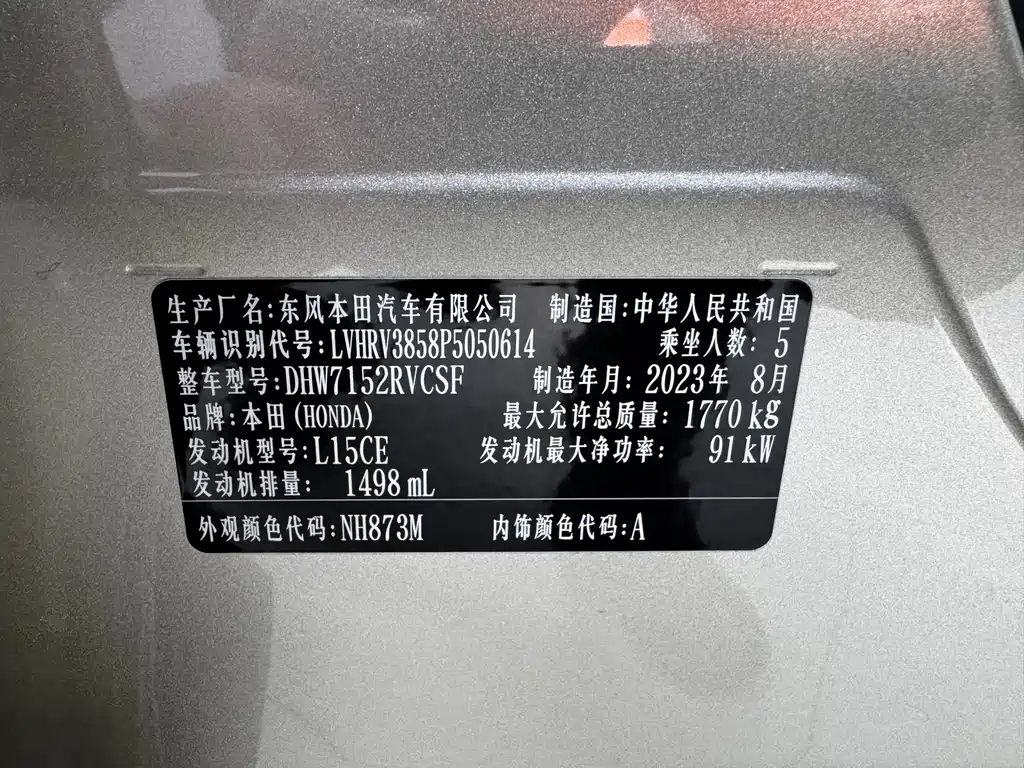 生产厂名:东风本田汽车有限公司 制造国:中华人民共和国
车辆识别代号:LVHRV3858P5050614 乘坐人数: 5
整车型号:DHW7152RVCSF 制造年月: 2023年 8月
品牌:本田(HONDA) 最大允许总质量: 1770 kg
发动机型号:L15CE 发动机最大净功率: 91 kW
发动机排量: 1498 mL
外观颜色代码:NH873M 内饰颜色代码:A